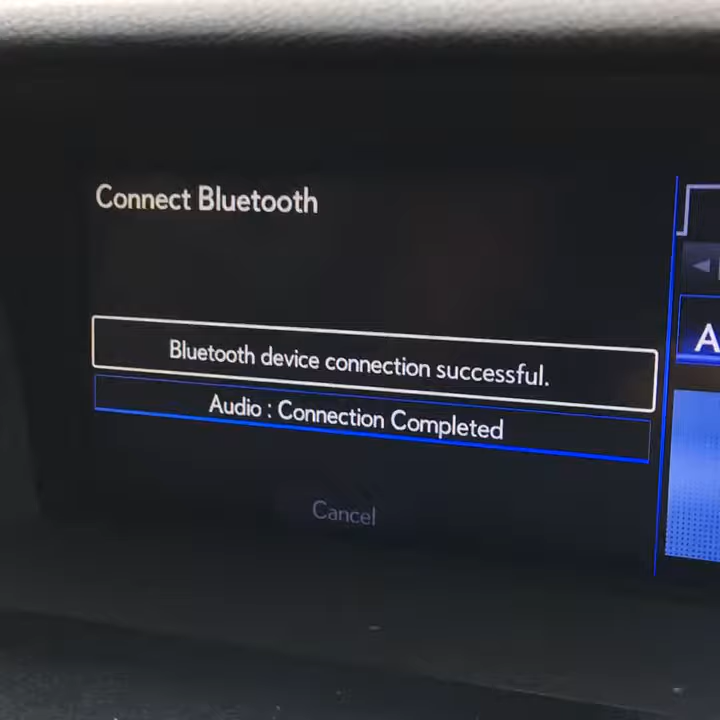 Connect Bluetooth
Bluetooth device connection successful.
Audio : Connection Completed
Cancel
A